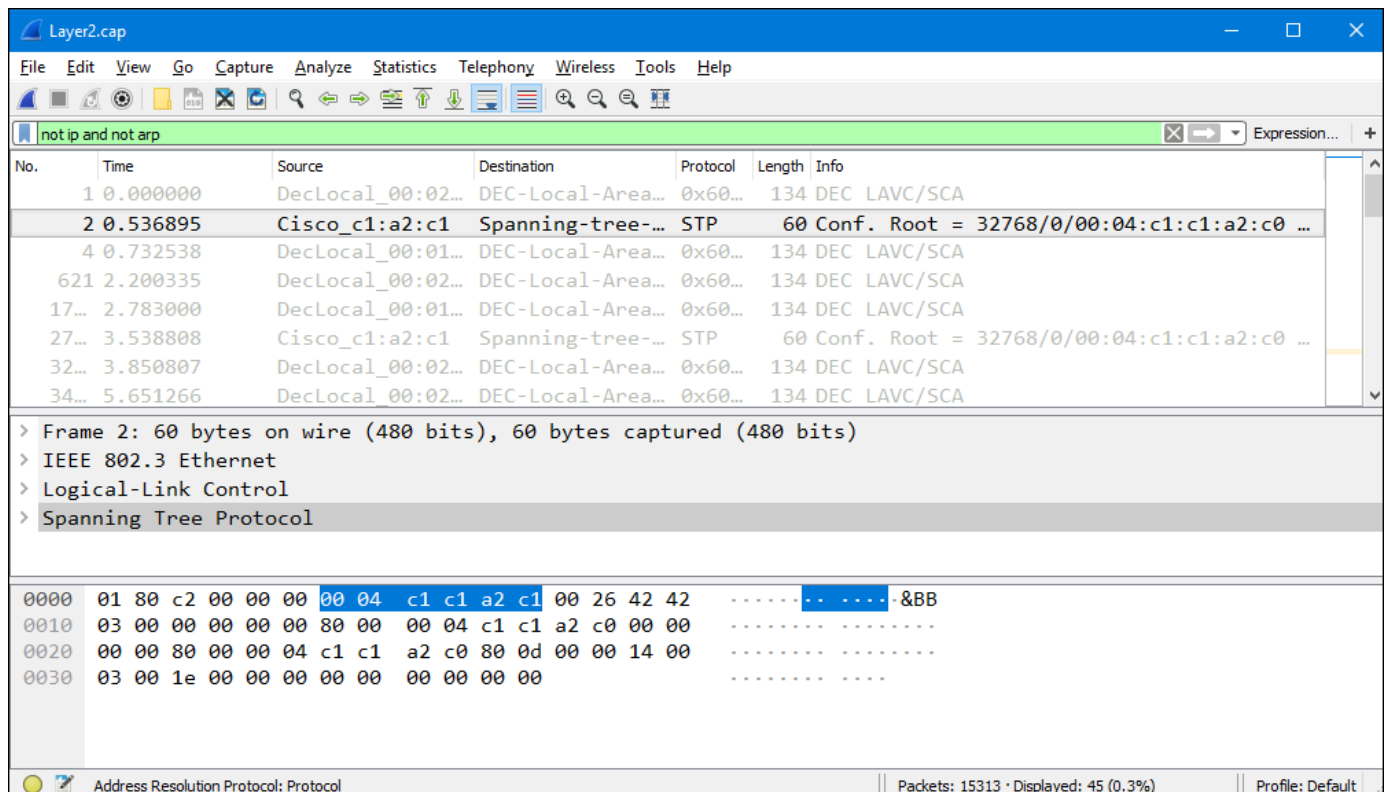 Layer2.cap
File Edit View Go Capture Analyze Statistics Telephony Wireless Tools Help
not ip and not arp Expression... +
No. Time Source Destination Protocol Length Info
1 0.000000 DecLocal_00:02… DEC-Local-Area… 0x60… 134 DEC LAVC/SCA
2 0.536895 Cisco_c1:a2:c1 Spanning-tree-… STP 60 Conf. Root = 32768/0/00:04:c1:c1:a2:c0 …
4 0.732538 DecLocal_00:01… DEC-Local-Area… 0x60… 134 DEC LAVC/SCA
621 2.200335 DecLocal_00:02… DEC-Local-Area… 0x60… 134 DEC LAVC/SCA
17… 2.783000 DecLocal_00:01… DEC-Local-Area… 0x60… 134 DEC LAVC/SCA
27… 3.538808 Cisco_c1:a2:c1 Spanning-tree-… STP 60 Conf. Root = 32768/0/00:04:c1:c1:a2:c0 …
32… 3.850807 DecLocal_00:02… DEC-Local-Area… 0x60… 134 DEC LAVC/SCA
34… 5.651266 DecLocal_00:02… DEC-Local-Area… 0x60… 134 DEC LAVC/SCA
> Frame 2: 60 bytes on wire (480 bits), 60 bytes captured (480 bits)
> IEEE 802.3 Ethernet
> Logical-Link Control
> Spanning Tree Protocol
0000 01 80 c2 00 00 00 00 04 c1 c1 a2 c1 00 26 42 42 ········ ·····&BB
0010 03 00 00 00 00 00 80 00 00 04 c1 c1 a2 c0 00 00 ········ ········
0020 00 00 80 00 00 04 c1 c1 a2 c0 80 0d 00 00 14 00 ········ ········
0030 03 00 1e 00 00 00 00 00 00 00 00 00 ········ ····
Address Resolution Protocol: Protocol Packets: 15313 · Displayed: 45 (0.3%) Profile: Default